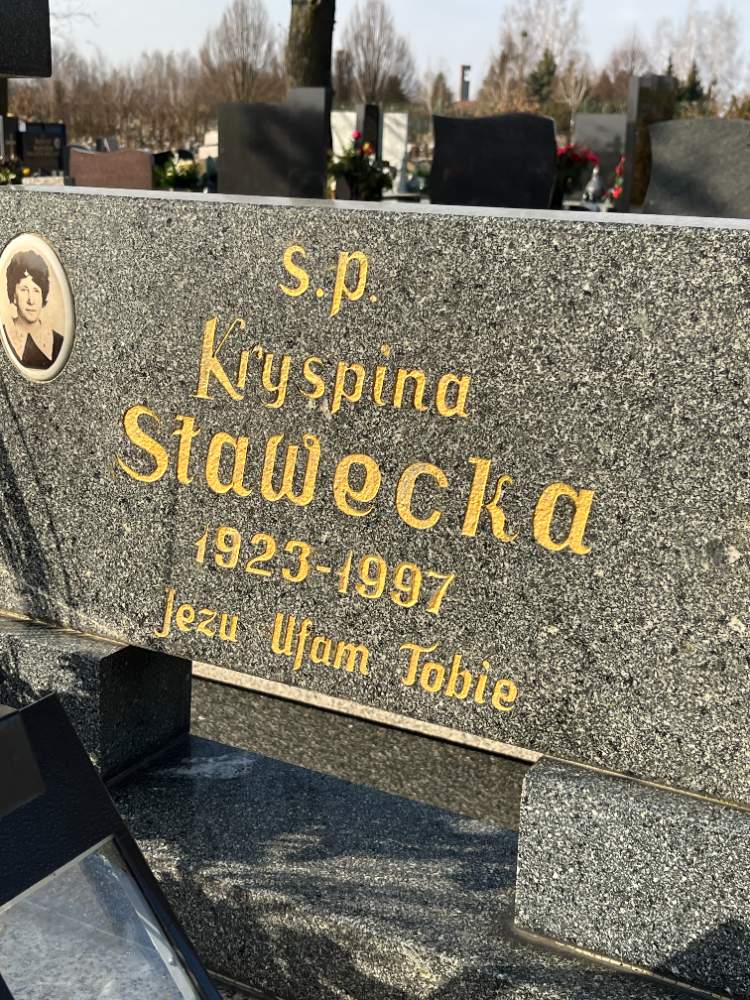 s.p.
Kryspina
Stawecka
1923-1997
Jezu Ufam Tobie